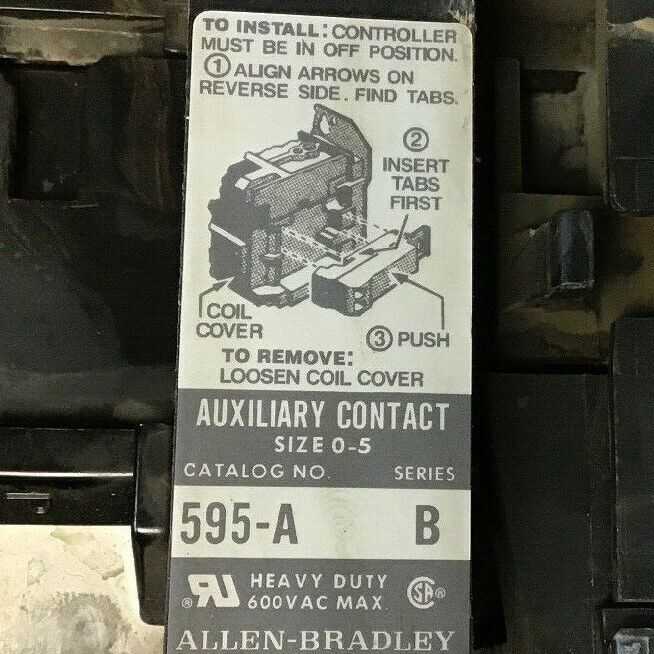 TO INSTALL: CONTROLLER
MUST BE IN OFF POSITION.
① ALIGN ARROWS ON
REVERSE SIDE. FIND TABS.
②
INSERT
TABS
FIRST
COIL
COVER
③ PUSH
TO REMOVE:
LOOSEN COIL COVER
AUXILIARY CONTACT
SIZE 0-5
CATALOG NO. SERIES
595-A B
HEAVY DUTY
600VAC MAX.
ALLEN-BRADLEY